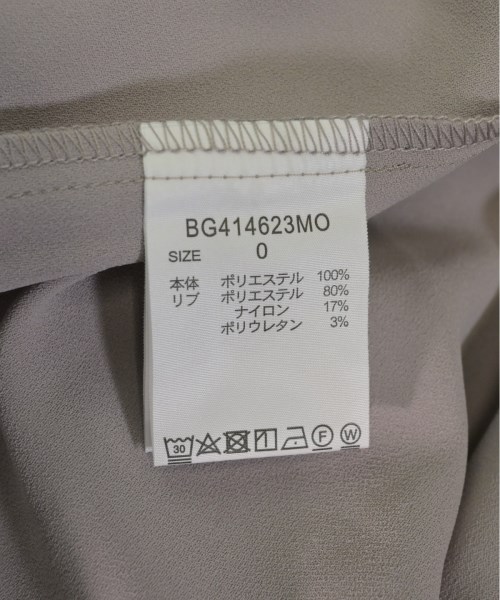 BG414623MO
SIZE 0
本体 ポリエステル 100%
リブ ポリエステル 80%
ナイロン 17%
ポリウレタン 3%
30 F W